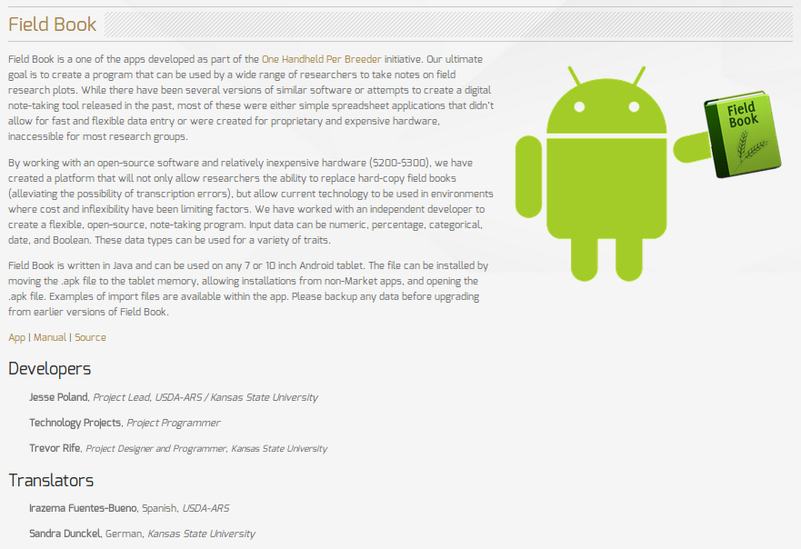 Field Book
Field Book is a one of the apps developed as part of the One Handheld Per Breeder initiative. Our ultimate
goal is to create a program that can be used by a wide range of researchers to take notes on field
research plots. While there have been several versions of similar software or attempts to create a digital
note-taking tool released in the past, most of these were either simple spreadsheet applications that didn't
allow for fast and flexible data entry or were created for proprietary and expensive hardware,
inaccessible for most research groups.
By working with an open-source software and relatively inexpensive hardware ($200-$300), we have
created a platform that will not only allow researchers the ability to replace hard-copy field books
(alleviating the possibility of transcription errors), but allow current technology to be used in environments
where cost and inflexibility have been limiting factors. We have worked with an independent developer to
create a flexible, open-source, note-taking program. Input data can be numeric, percentage, categorical,
date, and Boolean. These data types can be used for a variety of traits.
Field Book is written in Java and can be used on any 7 or 10 inch Android tablet. The file can be installed by
moving the .apk file to the tablet memory, allowing installations from non-Market apps, and opening the
.apk file. Examples of import files are available within the app. Please backup any data before upgrading
from earlier versions of Field Book.
App | Manual | Source
Developers
Jesse Poland, Project Lead, USDA-ARS / Kansas State University
Technology Projects, Project Programmer
Trevor Rife, Project Designer and Programmer, Kansas State University
Translators
Irazema Fuentes-Bueno, Spanish, USDA-ARS
Sandra Dunckel, German, Kansas State University
Field
Book